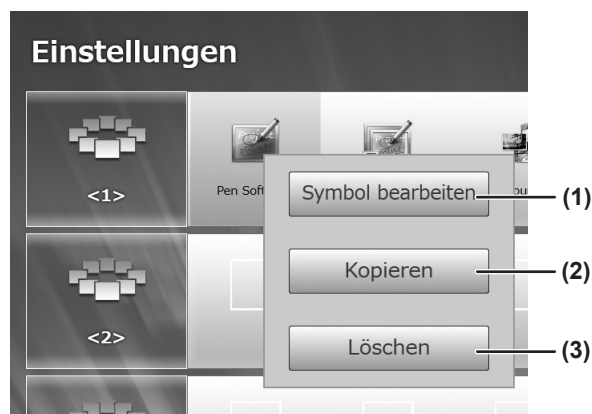 Einstellungen
<1>
Pen Soft
Symbol bearbeiten
(1)
Kopieren
(2)
<2>
Löschen
(3)